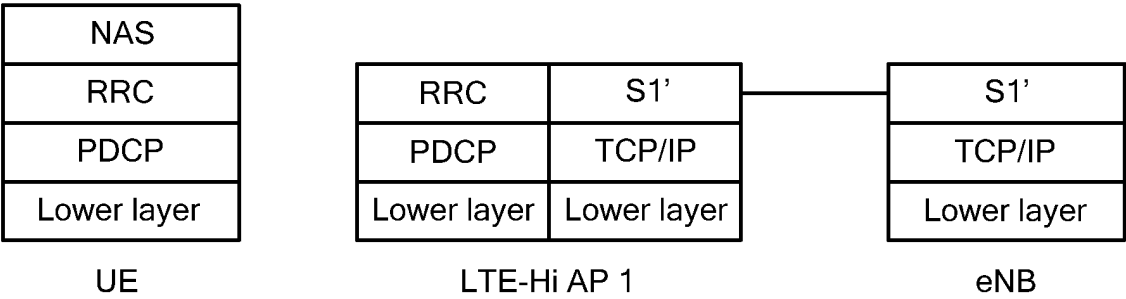 NAS
RRC
PDCP
Lower layer
UE
RRC S1’
PDCP TCP/IP
Lower layer Lower layer
LTE-Hi AP 1
S1’
TCP/IP
Lower layer
eNB